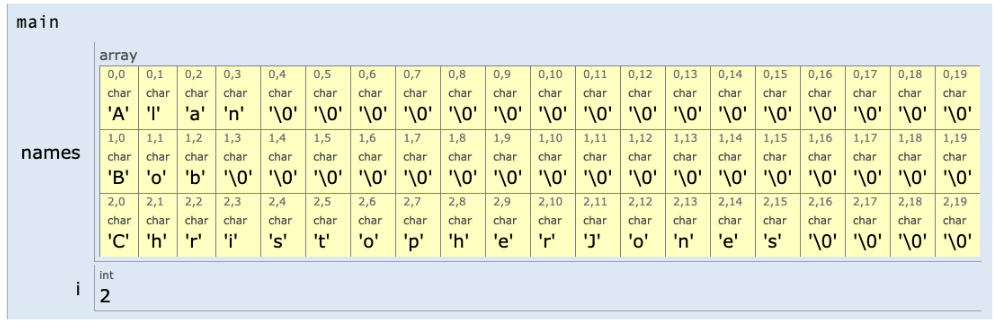 main
array
0,0 0,1 0,2 0,3 0,4 0,5 0,6 0,7 0,8 0,9 0,10 0,11 0,12 0,13 0,14 0,15 0,16 0,17 0,18 0,19
char char char char char char char char char char char char char char char char char char char char
'A' 'l' 'a' 'n' '\0' '\0' '\0' '\0' '\0' '\0' '\0' '\0' '\0' '\0' '\0' '\0' '\0' '\0' '\0' '\0'
1,0 1,1 1,2 1,3 1,4 1,5 1,6 1,7 1,8 1,9 1,10 1,11 1,12 1,13 1,14 1,15 1,16 1,17 1,18 1,19
names char char char char char char char char char char char char char char char char char char char char
'B' 'o' 'b' '\0' '\0' '\0' '\0' '\0' '\0' '\0' '\0' '\0' '\0' '\0' '\0' '\0' '\0' '\0' '\0' '\0'
2,0 2,1 2,2 2,3 2,4 2,5 2,6 2,7 2,8 2,9 2,10 2,11 2,12 2,13 2,14 2,15 2,16 2,17 2,18 2,19
char char char char char char char char char char char char char char char char char char char char
'C' 'h' 'r' 'i' 's' 't' 'o' 'p' 'h' 'e' 'r' 'J' 'o' 'n' 'e' 's' '\0' '\0' '\0' '\0'
int
i 2